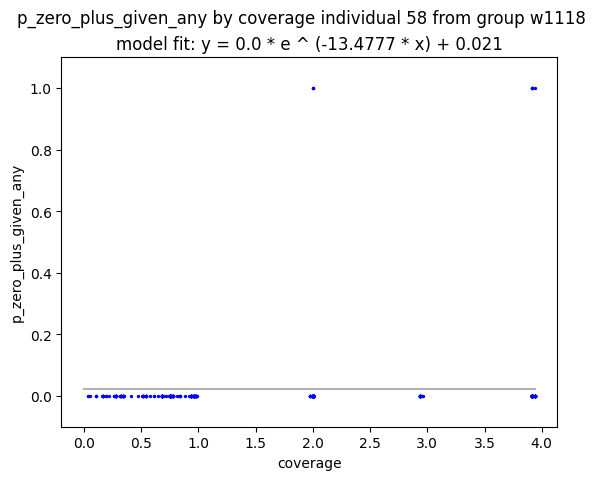 p_zero_plus_given_any by coverage individual 58 from group w1118
model fit: y = 0.0 * e ^ (-13.4777 * x) + 0.021
1.0
0.8
0.6
0.4
0.2
0.0
p_zero_plus_given_any
0.0 0.5 1.0 1.5 2.0 2.5 3.0 3.5 4.0
coverage